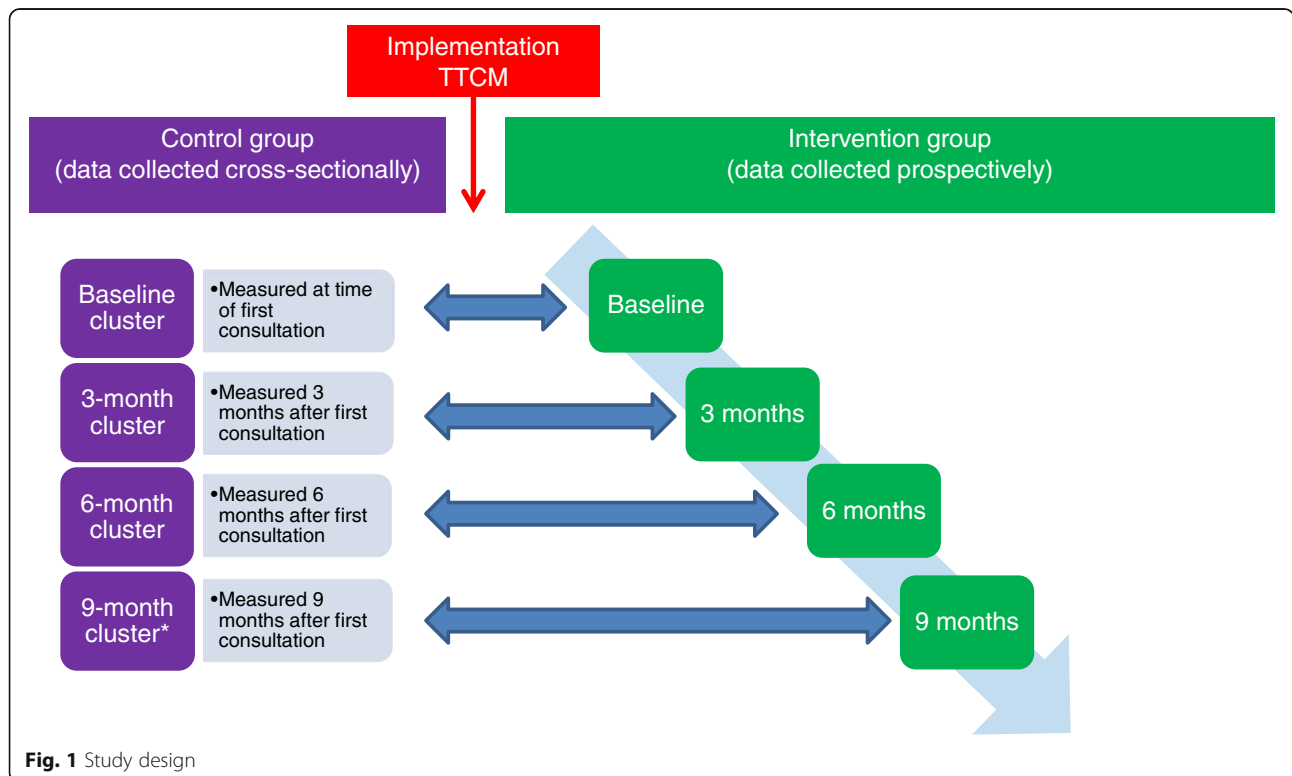 Implementation
TTCM
Control group
(data collected cross-sectionally)
Intervention group
(data collected prospectively)
Baseline
cluster
•Measured at time
of first
consultation
Baseline
3-month
cluster
•Measured 3
months after first
consultation
3 months
6-month
cluster
•Measured 6
months after first
consultation
6 months
9-month
cluster*
•Measured 9
months after first
consultation
9 months
Fig. 1 Study design